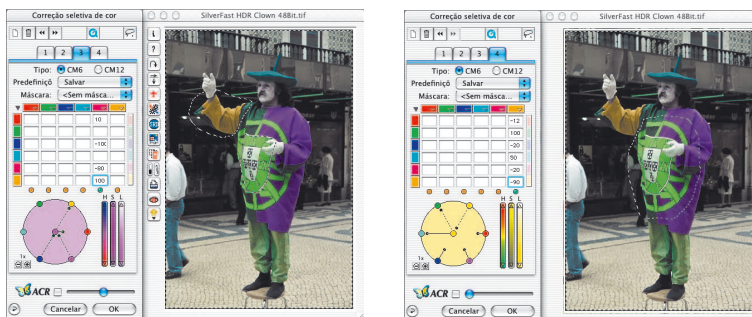 Correção seletiva de cor
1 2 3 4
Tipo: CM6 CM12
Predefiniçõ Salvar
Máscara: <Sem másca...
10
-100
-80
100
H S L
1x
ACR
Cancelar OK
SilverFast HDR Clown 48Bit.tif
Correção seletiva de cor
1 2 3 4
Tipo: CM6 CM12
Predefiniçõ Salvar
Máscara: <Sem másca...
-12
100
-20
50
-20
-90
H S L
1x
ACR
Cancelar OK
SilverFast HDR Clown 48Bit.tif